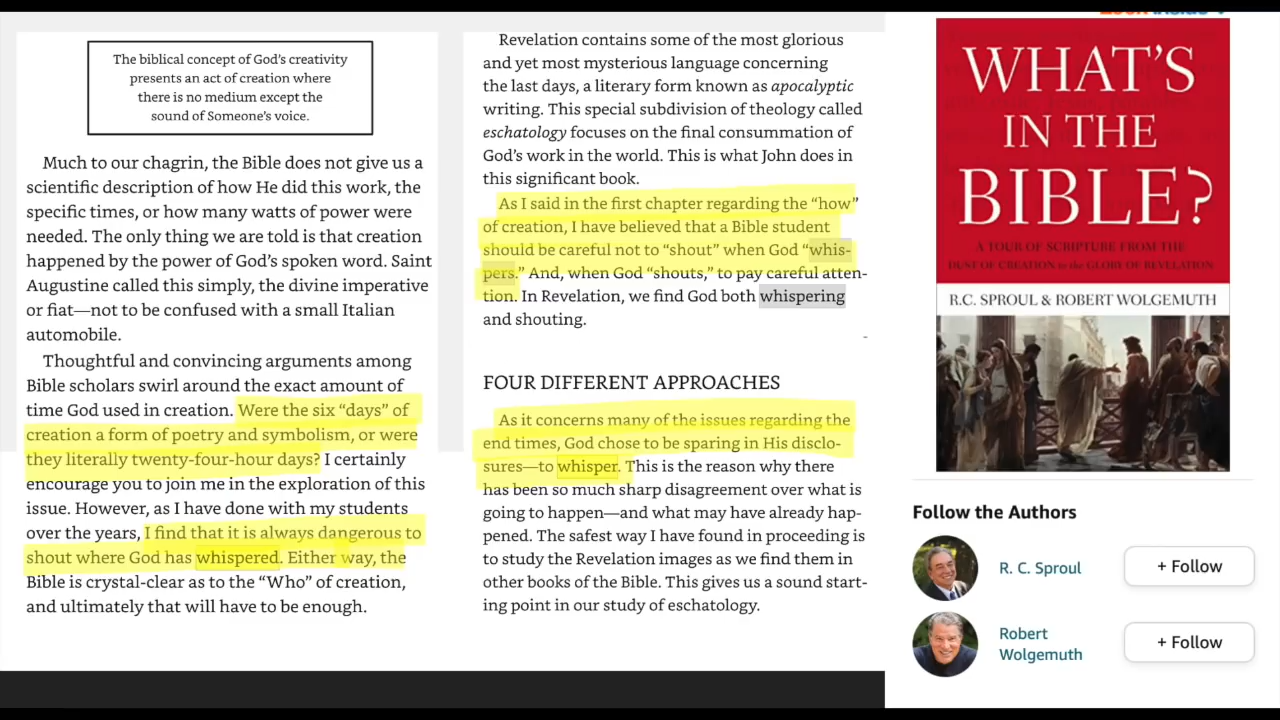 The biblical concept of God's creativity
presents an act of creation where
there is no medium except the
sound of Someone's voice.
Much to our chagrin, the Bible does not give us a
scientific description of how He did this work, the
specific times, or how many watts of power were
needed. The only thing we are told is that creation
happened by the power of God's spoken word. Saint
Augustine called this simply, the divine imperative
or fiat—not to be confused with a small Italian
automobile.
Thoughtful and convincing arguments among
Bible scholars swirl around the exact amount of
time God used in creation. Were the six “days” of
creation a form of poetry and symbolism, or were
they literally twenty-four-hour days? I certainly
encourage you to join me in the exploration of this
issue. However, as I have done with my students
over the years, I find that it is always dangerous to
shout where God has whispered. Either way, the
Bible is crystal-clear as to the “Who” of creation,
and ultimately that will have to be enough.
Revelation contains some of the most glorious
and yet most mysterious language concerning
the last days, a literary form known as apocalyptic
writing. This special subdivision of theology called
eschatology focuses on the final consummation of
God's work in the world. This is what John does in
this significant book.
As I said in the first chapter regarding the “how”
of creation, I have believed that a Bible student
should be careful not to “shout” when God “whis-
pers.” And, when God “shouts,” to pay careful atten-
tion. In Revelation, we find God both whispering
and shouting.
FOUR DIFFERENT APPROACHES
As it concerns many of the issues regarding the
end times, God chose to be sparing in His disclo-
sures—to whisper. This is the reason why there
has been so much sharp disagreement over what is
going to happen—and what may have already hap-
pened. The safest way I have found in proceeding is
to study the Revelation images as we find them in
other books of the Bible. This gives us a sound start-
ing point in our study of eschatology.
WHAT'S
IN THE
BIBLE?
A TOUR OF SCRIPTURE FROM THE
DUST OF CREATION to the GLORY OF REVELATION
R.C. SPROUL & ROBERT WOLGEMUTH
Follow the Authors
R. C. Sproul
+ Follow
Robert
Wolgemuth
+ Follow